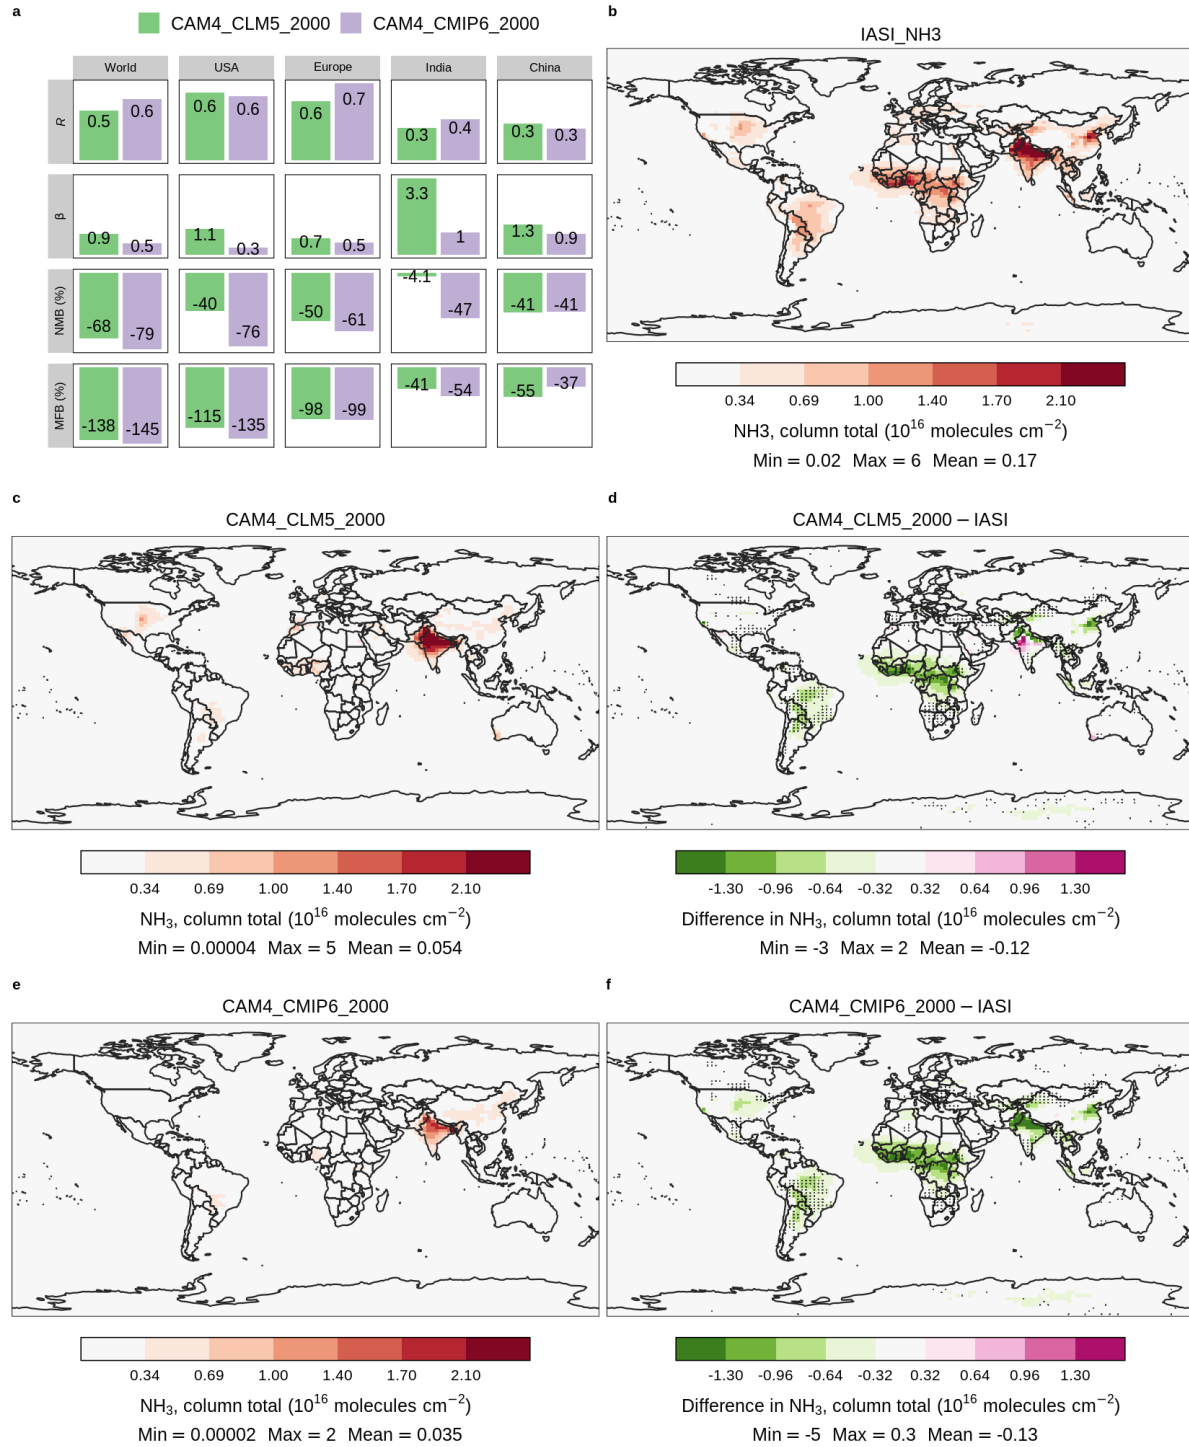 a
CAM4_CLM5_2000 CAM4_CMIP6_2000
World USA Europe India China
R
0.5 0.6 0.6 0.6 0.6 0.7 0.3 0.4 0.3 0.3
β
0.9 0.5 1.1 0.3 0.7 0.5 3.3 1 1.3 0.9
NMB (%)
-68 -79 -40 -76 -50 -61 -4.1 -47 -41 -41
MFB (%)
-138 -145 -115 -135 -98 -99 -41 -54 -55 -37
b
IASI_NH3
0.34 0.69 1.00 1.40 1.70 2.10
NH3, column total (10¹⁶ molecules cm⁻²)
Min = 0.02 Max = 6 Mean = 0.17
c
CAM4_CLM5_2000
0.34 0.69 1.00 1.40 1.70 2.10
NH₃, column total (10¹⁶ molecules cm⁻²)
Min = 0.00004 Max = 5 Mean = 0.054
d
CAM4_CLM5_2000 – IASI
-1.30 -0.96 -0.64 -0.32 0.32 0.64 0.96 1.30
Difference in NH₃, column total (10¹⁶ molecules cm⁻²)
Min = -3 Max = 2 Mean = -0.12
e
CAM4_CMIP6_2000
0.34 0.69 1.00 1.40 1.70 2.10
NH₃, column total (10¹⁶ molecules cm⁻²)
Min = 0.00002 Max = 2 Mean = 0.035
f
CAM4_CMIP6_2000 – IASI
-1.30 -0.96 -0.64 -0.32 0.32 0.64 0.96 1.30
Difference in NH₃, column total (10¹⁶ molecules cm⁻²)
Min = -5 Max = 0.3 Mean = -0.13